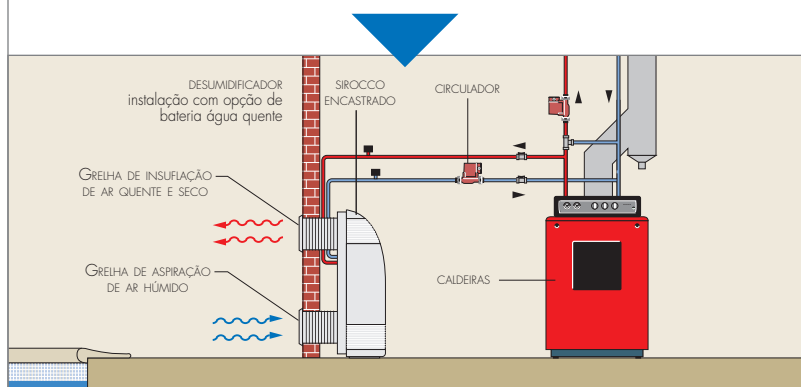 DESUMIDIFICADOR
instalação com opção de
bateria água quente
SIROCCO
ENCASTRADO
CIRCULADOR
GRELHA DE INSUFLAÇÃO
DE AR QUENTE E SECO
GRELHA DE ASPIRAÇÃO
DE AR HÚMIDO
CALDEIRAS